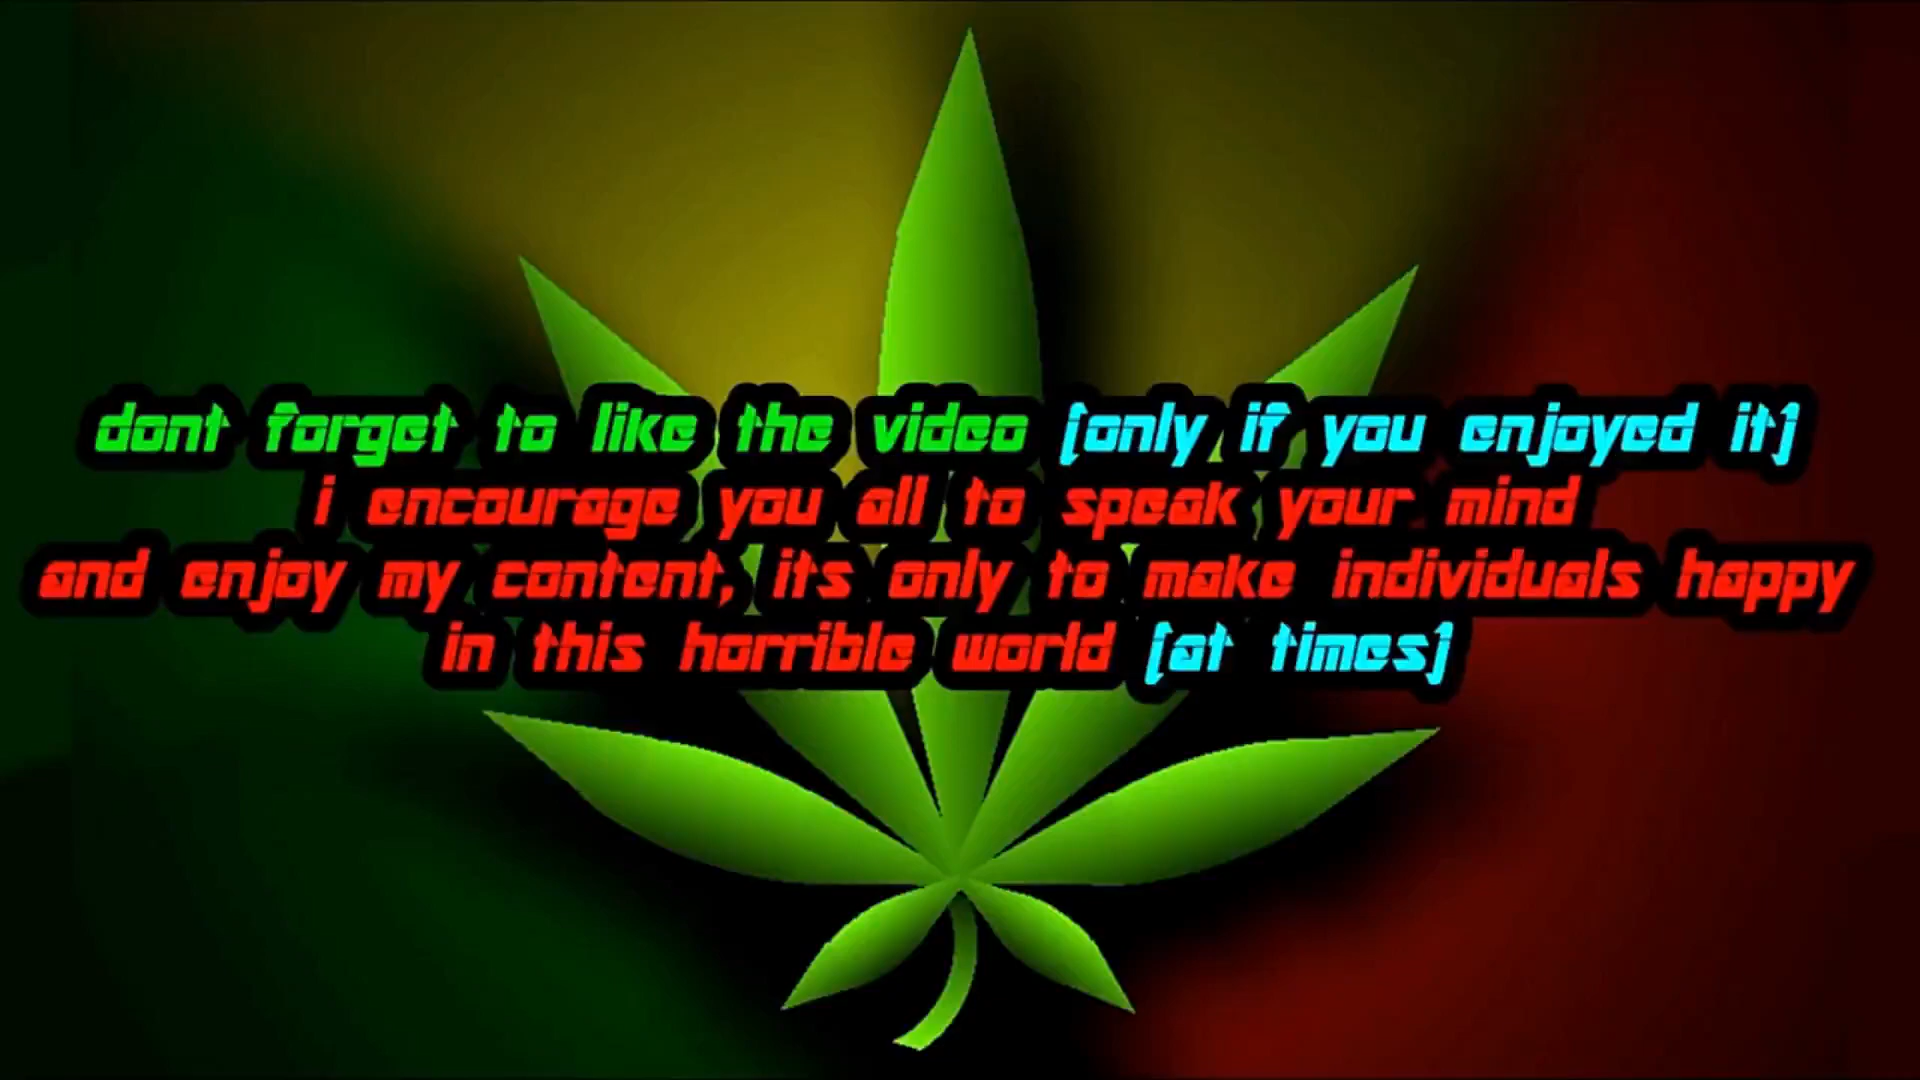 dont forget to like the video (only if you enjoyed it)
i encourage you all to speak your mind
and enjoy my content, its only to make individuals happy
in this horrible world (at times)